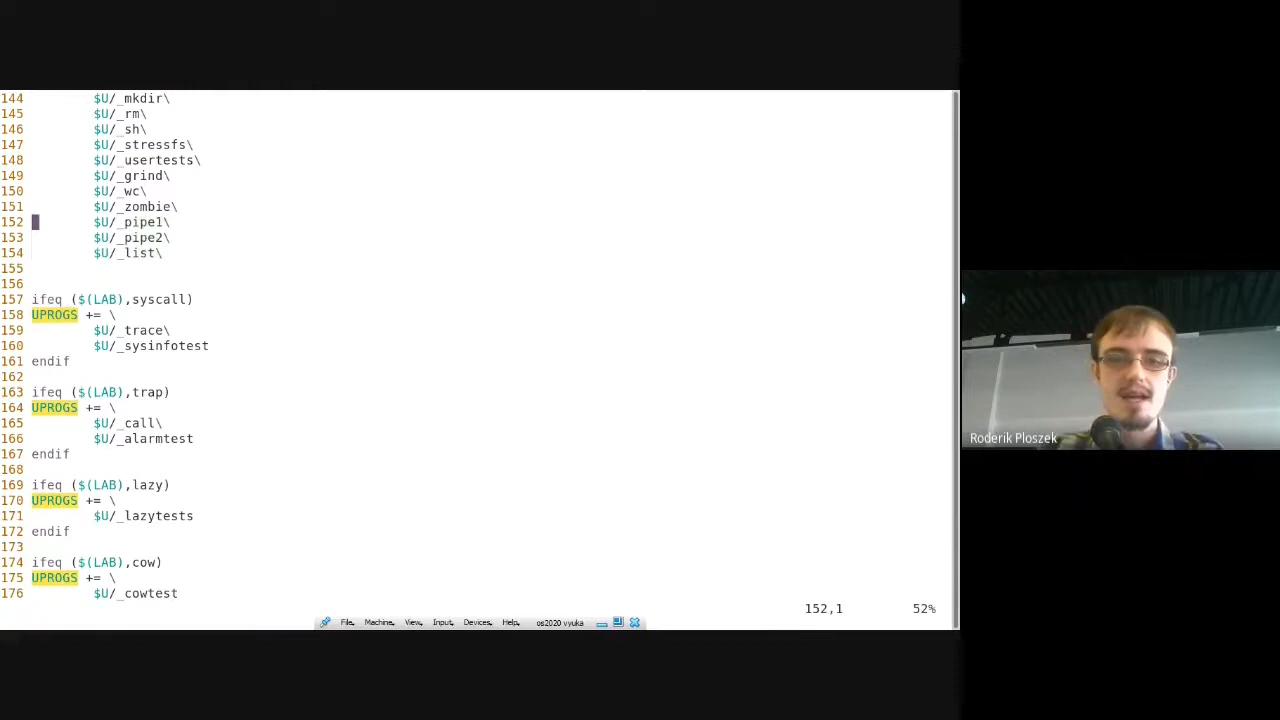 144 $U/_mkdir\
145 $U/_rm\
146 $U/_sh\
147 $U/_stressfs\
148 $U/_usertests\
149 $U/_grind\
150 $U/_wc\
151 $U/_zombie\
152 $U/_pipe1\
153 $U/_pipe2\
154 $U/_list\
155
156
157 ifeq ($(LAB),syscall)
158 UPROGS += \
159 $U/_trace\
160 $U/_sysinfotest
161 endif
162
163 ifeq ($(LAB),trap)
164 UPROGS += \
165 $U/_call\
166 $U/_alarmtest
167 endif
168
169 ifeq ($(LAB),lazy)
170 UPROGS += \
171 $U/_lazytests
172 endif
173
174 ifeq ($(LAB),cow)
175 UPROGS += \
176 $U/_cowtest
152,1 52%
File Machine View Input Devices Help os2020 vyuka
Roderik Ploszek